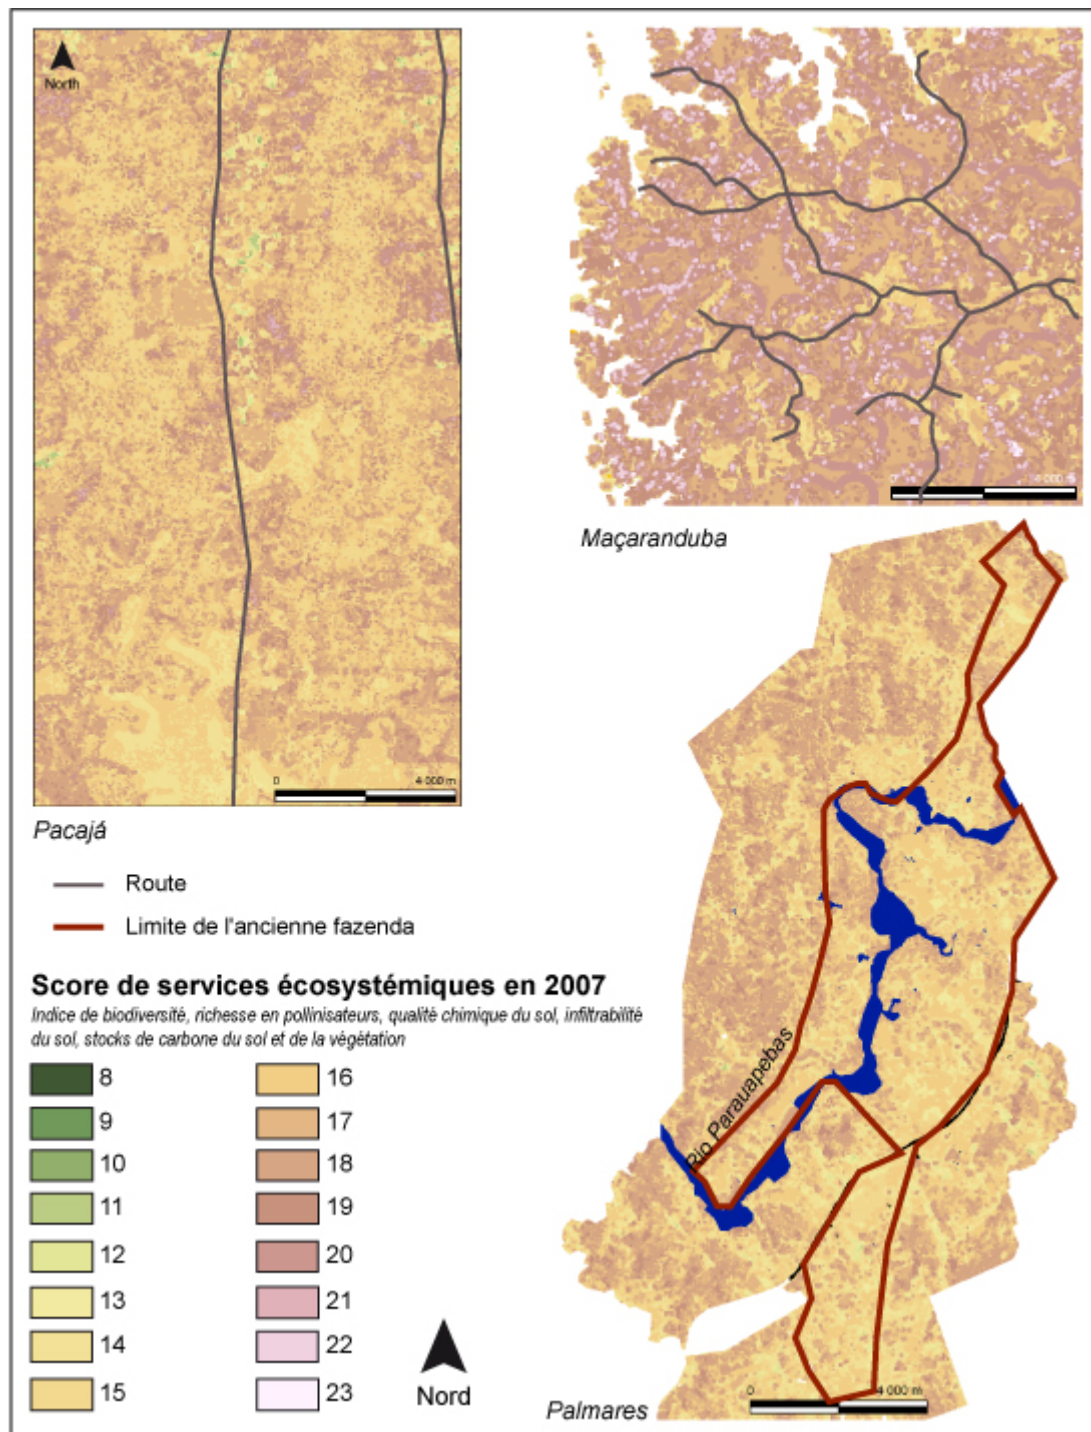 North
0 4 000 m
Pacajá
0 4 000 m
Maçaranduba
Route
Limite de l'ancienne fazenda
Score de services écosystémiques en 2007
Indice de biodiversité, richesse en pollinisateurs, qualité chimique du sol, infiltrabilité
du sol, stocks de carbone du sol et de la végétation
8 16
9 17
10 18
11 19
12 20
13 21
14 22
15 23
Nord
Rio Parauapebas
0 4 000 m
Palmares